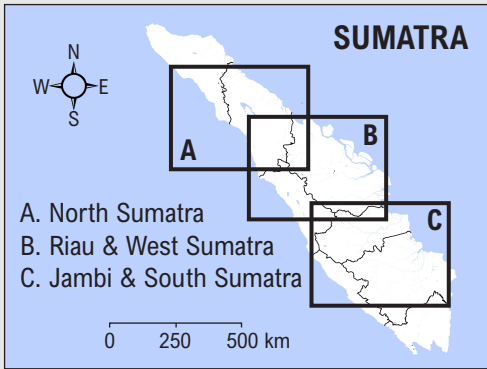 SUMATRA
N
W E
S
A
B
C
A. North Sumatra
B. Riau & West Sumatra
C. Jambi & South Sumatra
0 250 500 km